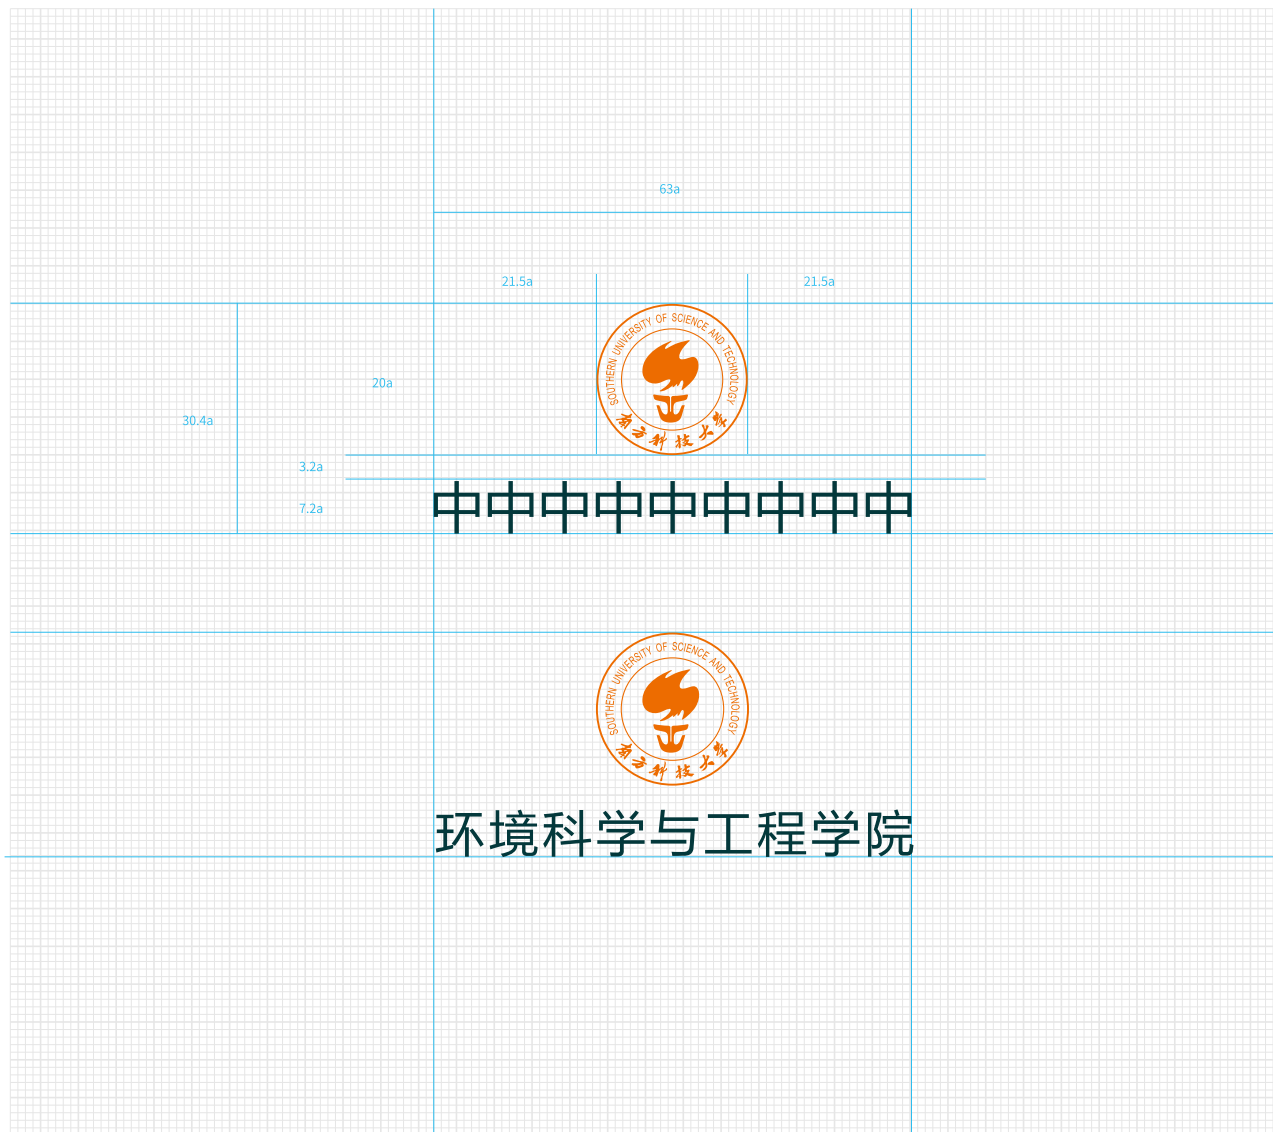 63a
21.5a
21.5a
SOUTHERN UNIVERSITY OF SCIENCE AND TECHNOLOGY
20a
30.4a
南方科技大学
3.2a
中中中中中中中中中
7.2a
SOUTHERN UNIVERSITY OF SCIENCE AND TECHNOLOGY
南方科技大学
环境科学与工程学院